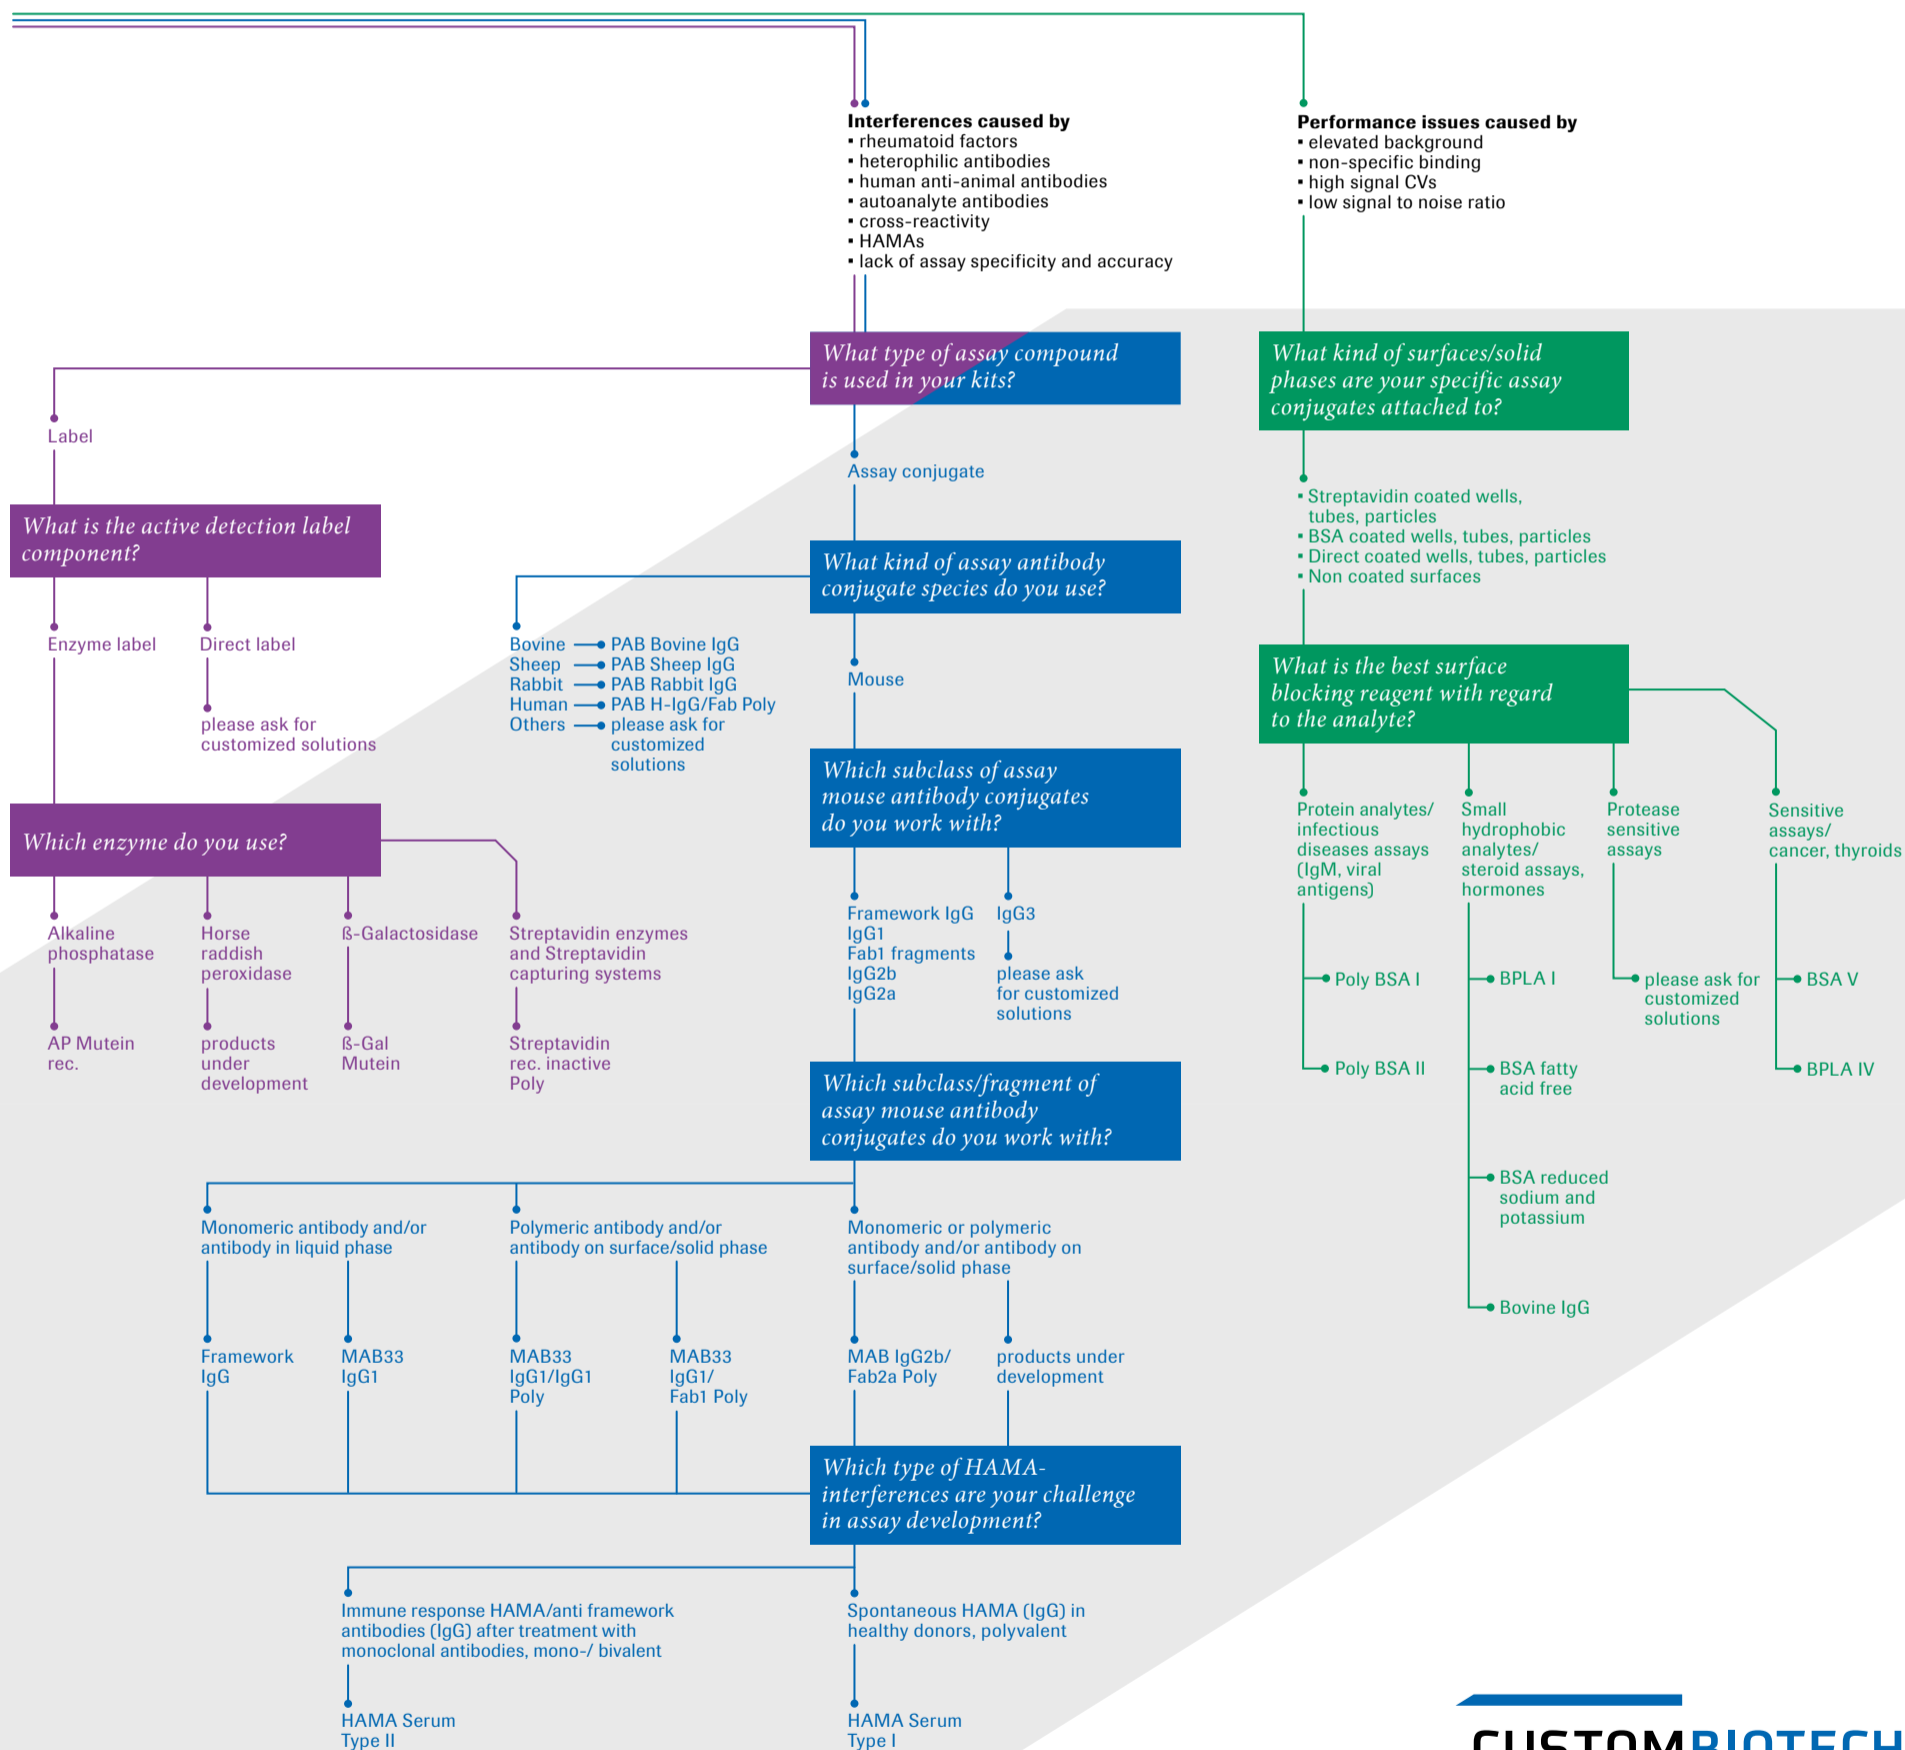 Interferences caused by
▪ rheumatoid factors
▪ heterophilic antibodies
▪ human anti-animal antibodies
▪ autoanalyte antibodies
▪ cross-reactivity
▪ HAMAs
▪ lack of assay specificity and accuracy
Performance issues caused by
▪ elevated background
▪ non-specific binding
▪ high signal CVs
▪ low signal to noise ratio
What type of assay compound
is used in your kits?
What kind of surfaces/solid
phases are your specific assay
conjugates attached to?
Label
Assay conjugate
▪ Streptavidin coated wells,
tubes, particles
▪ BSA coated wells, tubes, particles
▪ Direct coated wells, tubes, particles
▪ Non coated surfaces
What is the active detection label
component?
What kind of assay antibody
conjugate species do you use?
Enzyme label
Direct label
please ask for
customized solutions
Bovine PAB Bovine IgG
Sheep PAB Sheep IgG
Rabbit PAB Rabbit IgG
Human PAB H-IgG/Fab Poly
Others please ask for
customized
solutions
Mouse
What is the best surface
blocking reagent with regard
to the analyte?
Which subclass of assay
mouse antibody conjugates
do you work with?
Which enzyme do you use?
Protein analytes/
infectious
diseases assays
(IgM, viral
antigens)
Small
hydrophobic
analytes/
steroid assays,
hormones
Protease
sensitive
assays
Sensitive
assays/
cancer, thyroids
Alkaline
phosphatase
Horse
raddish
peroxidase
ß-Galactosidase
Streptavidin enzymes
and Streptavidin
capturing systems
Framework IgG
IgG1
Fab1 fragments
IgG2b
IgG2a
IgG3
please ask
for customized
solutions
Poly BSA I
Poly BSA II
BPLA I
BSA fatty
acid free
BSA reduced
sodium and
potassium
Bovine IgG
please ask for
customized
solutions
BSA V
BPLA IV
AP Mutein
rec.
products
under
development
ß-Gal
Mutein
Streptavidin
rec. inactive
Poly
Which subclass/fragment of
assay mouse antibody
conjugates do you work with?
Monomeric antibody and/or
antibody in liquid phase
Polymeric antibody and/or
antibody on surface/solid phase
Monomeric or polymeric
antibody and/or antibody on
surface/solid phase
Framework
IgG
MAB33
IgG1
MAB33
IgG1/IgG1
Poly
MAB33
IgG1/
Fab1 Poly
MAB IgG2b/
Fab2a Poly
products under
development
Which type of HAMA-
interferences are your challenge
in assay development?
Immune response HAMA/anti framework
antibodies (IgG) after treatment with
monoclonal antibodies, mono-/ bivalent
Spontaneous HAMA (IgG) in
healthy donors, polyvalent
HAMA Serum
Type II
HAMA Serum
Type I
CUSTOMBIOTECH